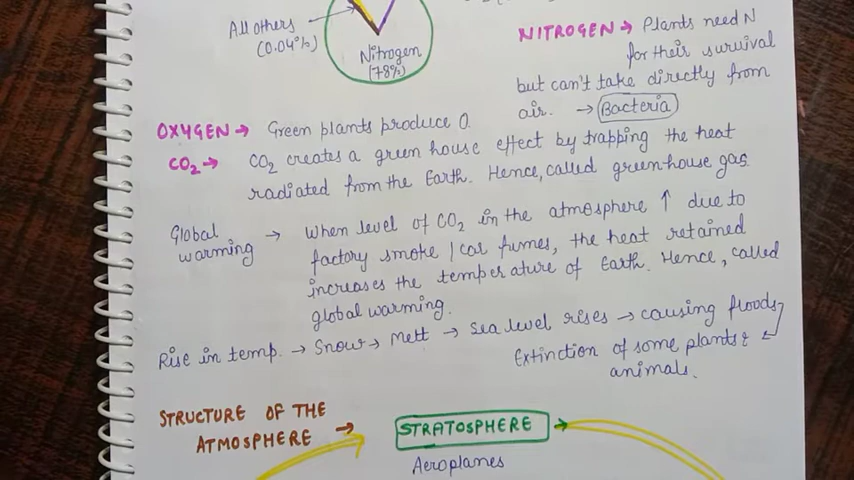 All others
(0.04%)
Nitrogen
(78%)
NITROGEN → Plants need N
for their survival
but can't take directly from
air. → Bacteria
OXYGEN → Green plants produce O
CO₂ → CO₂ creates a green house effect by trapping the heat
radiated from the Earth. Hence, called greenhouse gas.
Global
warming → When level of CO₂ in the atmosphere ↑ due to
factory smoke / car fumes, the heat retained
increases the temperature of Earth. Hence, called
global warming.
Rise in temp. → Snow → Melt → Sea level rises → causing floods
Extinction of some plants &
animals.
STRUCTURE OF THE
ATMOSPHERE →
STRATOSPHERE →
Aeroplanes